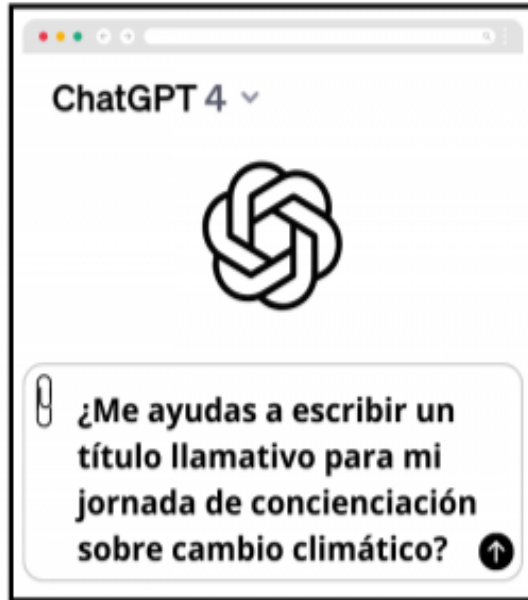 ChatGPT 4
¿Me ayudas a escribir un
título llamativo para mi
jornada de concienciación
sobre cambio climático?